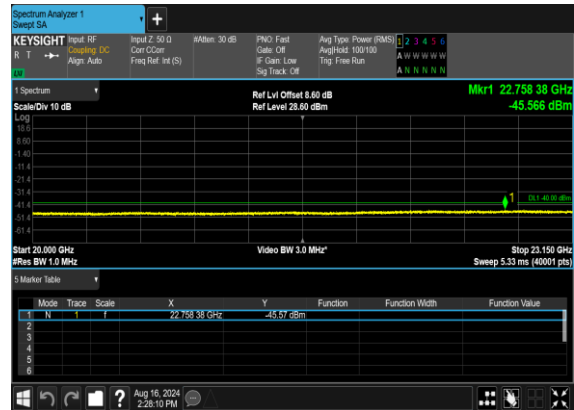 Spectrum Analyzer 1
Swept SA
+
KEYSIGHT Input: RF Input Z: 50 Ω #Atten: 30 dB PNO: Fast Avg Type: Power (RMS) 1 2 3 4 5 6
R T Coupling: DC Corr CCorr Gate: Off Avg|Hold: 100/100 A W W W W W
Align: Auto Freq Ref: Int (S) IF Gain: Low Trig: Free Run
Sig Track: Off A N N N N N
1 Spectrum Ref Lvl Offset 8.60 dB Mkr1 22.758 38 GHz
Scale/Div 10 dB Ref Level 28.60 dBm -45.566 dBm
Log
18.6
8.60
-1.40
-11.4
-21.4
-31.4
1 DL1 -40.00 dBm
-41.4
-51.4
-61.4
Start 20.000 GHz Video BW 3.0 MHz* Stop 23.150 GHz
#Res BW 1.0 MHz Sweep 5.33 ms (40001 pts)
5 Marker Table
Mode Trace Scale X Y Function Function Width Function Value
1 N 1 f 22.758 38 GHz -45.57 dBm
2
3
4
5
6
? Aug 16, 2024
2:28:10 PM